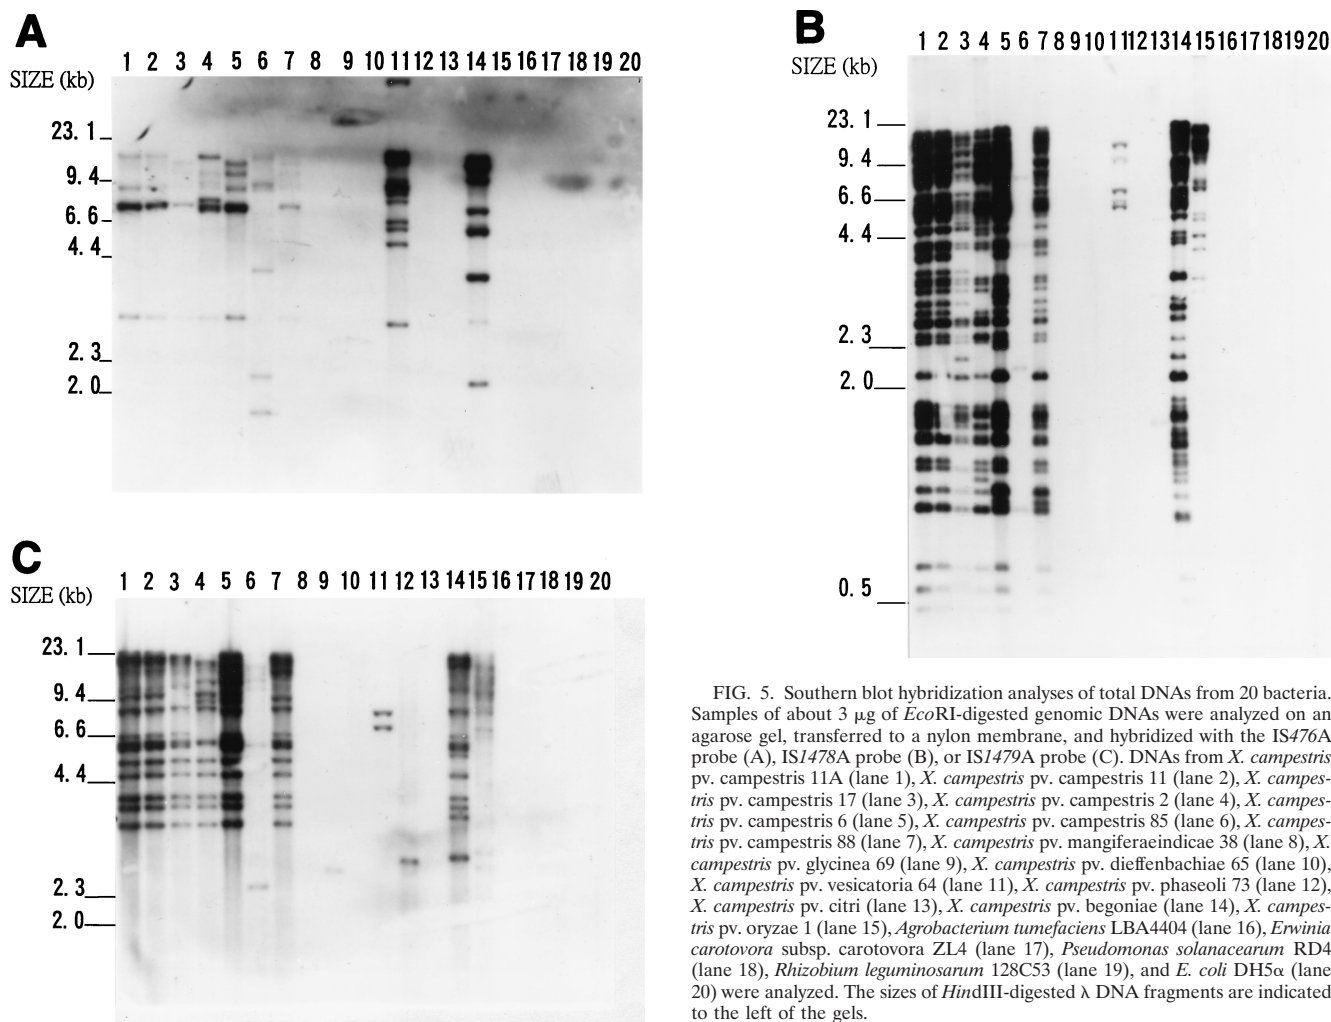 A
1 2 3 4 5 6 7 8 9 10 11 12 13 14 15 16 17 18 19 20
SIZE (kb)
23. 1
9. 4
6. 6
4. 4
2. 3
2. 0
B
1 2 3 4 5 6 7 8 9 10 11 12 13 14 15 16 17 18 19 20
SIZE (kb)
23. 1
9. 4
6. 6
4. 4
2. 3
2. 0
0. 5
C
1 2 3 4 5 6 7 8 9 10 11 12 13 14 15 16 17 18 19 20
SIZE (kb)
23. 1
9. 4
6. 6
4. 4
2. 3
2. 0
FIG. 5. Southern blot hybridization analyses of total DNAs from 20 bacteria.
Samples of about 3 μg of EcoRI-digested genomic DNAs were analyzed on an
agarose gel, transferred to a nylon membrane, and hybridized with the IS476A
probe (A), IS1478A probe (B), or IS1479A probe (C). DNAs from X. campestris
pv. campestris 11A (lane 1), X. campestris pv. campestris 11 (lane 2), X. campes-
tris pv. campestris 17 (lane 3), X. campestris pv. campestris 2 (lane 4), X. campes-
tris pv. campestris 6 (lane 5), X. campestris pv. campestris 85 (lane 6), X. campes-
tris pv. campestris 88 (lane 7), X. campestris pv. mangiferaeindicae 38 (lane 8), X.
campestris pv. glycinea 69 (lane 9), X. campestris pv. dieffenbachiae 65 (lane 10),
X. campestris pv. vesicatoria 64 (lane 11), X. campestris pv. phaseoli 73 (lane 12),
X. campestris pv. citri (lane 13), X. campestris pv. begoniae (lane 14), X. campes-
tris pv. oryzae 1 (lane 15), Agrobacterium tumefaciens LBA4404 (lane 16), Erwinia
carotovora subsp. carotovora ZL4 (lane 17), Pseudomonas solanacearum RD4
(lane 18), Rhizobium leguminosarum 128C53 (lane 19), and E. coli DH5α (lane
20) were analyzed. The sizes of HindIII-digested λ DNA fragments are indicated
to the left of the gels.